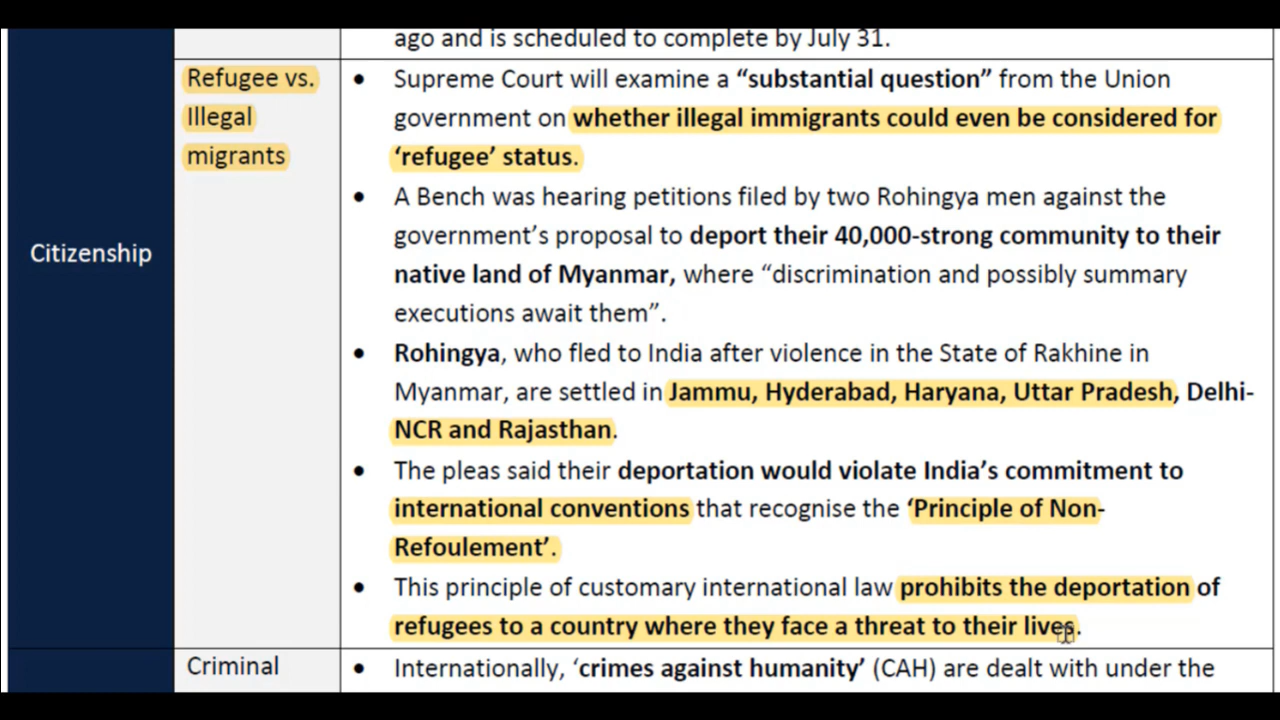 ago and is scheduled to complete by July 31.
Citizenship
Refugee vs.
Illegal
migrants
• Supreme Court will examine a “substantial question” from the Union
government on whether illegal immigrants could even be considered for
‘refugee’ status.
• A Bench was hearing petitions filed by two Rohingya men against the
government’s proposal to deport their 40,000-strong community to their
native land of Myanmar, where “discrimination and possibly summary
executions await them”.
• Rohingya, who fled to India after violence in the State of Rakhine in
Myanmar, are settled in Jammu, Hyderabad, Haryana, Uttar Pradesh, Delhi-
NCR and Rajasthan.
• The pleas said their deportation would violate India’s commitment to
international conventions that recognise the ‘Principle of Non-
Refoulement’.
• This principle of customary international law prohibits the deportation of
refugees to a country where they face a threat to their lives.
Criminal
• Internationally, ‘crimes against humanity’ (CAH) are dealt with under the